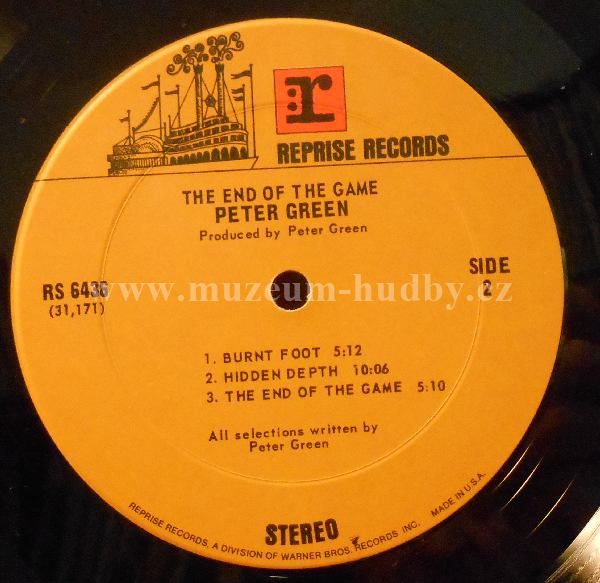 r
REPRISE RECORDS
THE END OF THE GAME
PETER GREEN
Produced by Peter Green
RS 6436
(31,171)
SIDE
2
www.muzeum-hudby.cz
1. BURNT FOOT 5:12
2. HIDDEN DEPTH 10:06
3. THE END OF THE GAME 5:10
All selections written by
Peter Green
STEREO
REPRISE RECORDS, A DIVISION OF WARNER BROS. RECORDS INC. MADE IN U.S.A.